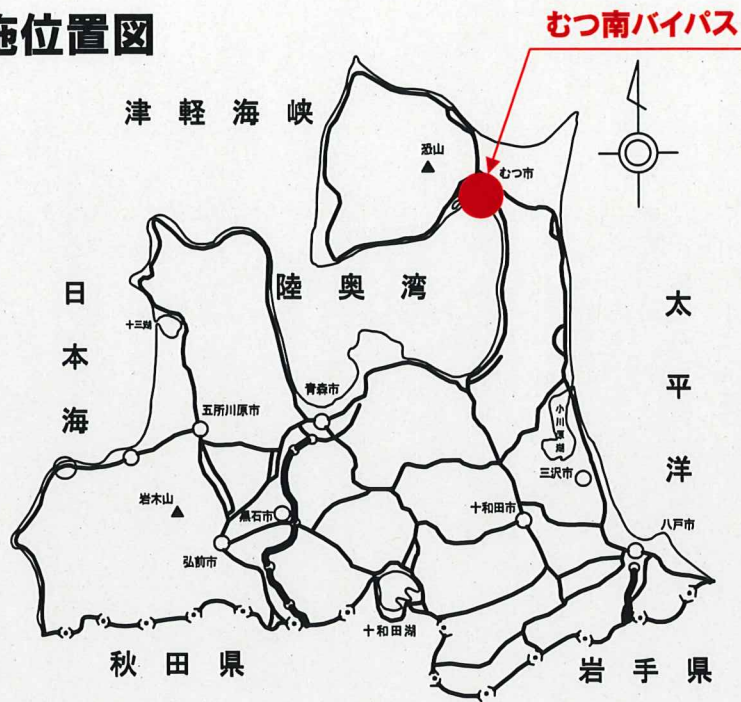 施位置図
むつ南バイパス
津軽海峡
恐山
むつ市
陸奥湾
日本海
太平洋
十三湖
青森市
五所川原市
小川原湖
三沢市
岩木山
黒石市
十和田市
八戸市
弘前市
十和田湖
秋田県
岩手県